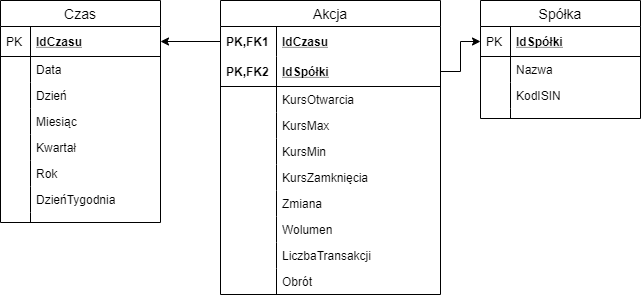 Czas
PK IdCzasu
Data
Dzień
Miesiąc
Kwartał
Rok
DzieńTygodnia
Akcja
PK,FK1 IdCzasu
PK,FK2 IdSpółki
KursOtwarcia
KursMax
KursMin
KursZamknięcia
Zmiana
Wolumen
LiczbaTransakcji
Obrót
Spółka
PK IdSpółki
Nazwa
KodISIN